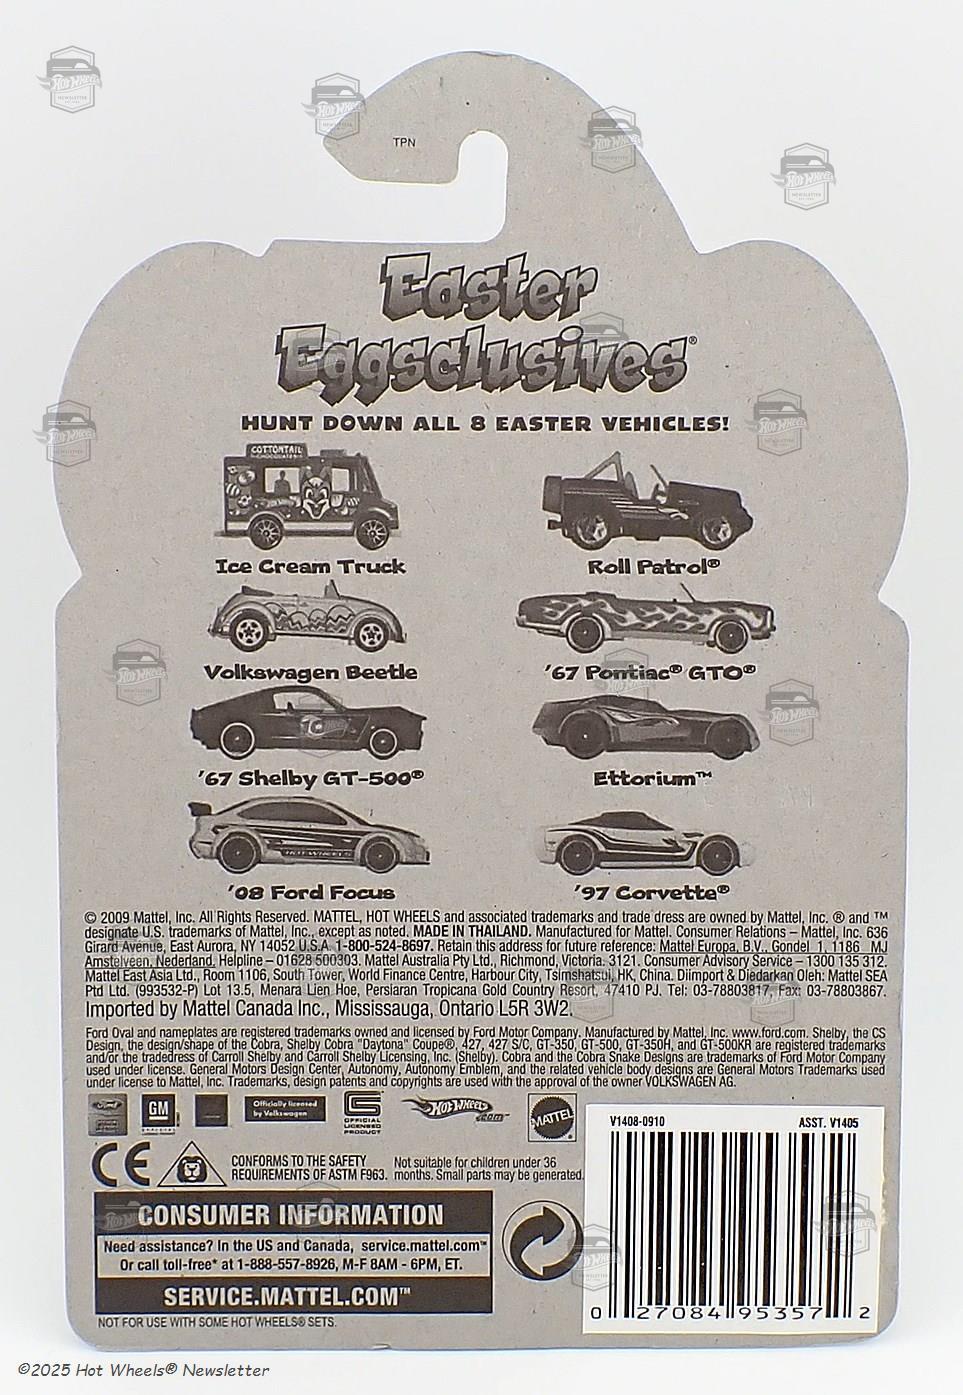 TPN
Easter
Eggsclusives®
HUNT DOWN ALL 8 EASTER VEHICLES!
COTTONTAIL
CHOCOLATES
Ice Cream Truck
Roll Patrol®
Volkswagen Beetle
'67 Pontiac® GTO®
'67 Shelby GT-500®
Ettorium™
HOT WHEELS
'08 Ford Focus
'97 Corvette®
© 2009 Mattel, Inc. All Rights Reserved. MATTEL, HOT WHEELS and associated trademarks and trade dress are owned by Mattel, Inc. ® and ™
designate U.S. trademarks of Mattel, Inc., except as noted. MADE IN THAILAND. Manufactured for Mattel. Consumer Relations – Mattel, Inc. 636
Girard Avenue, East Aurora, NY 14052 U.S.A. 1-800-524-8697. Retain this address for future reference: Mattel Europa, B.V., Gondel 1, 1186 MJ
Amstelveen, Nederland. Helpline – 01628 500303. Mattel Australia Pty Ltd., Richmond, Victoria. 3121. Consumer Advisory Service – 1300 135 312.
Mattel East Asia Ltd., Room 1106, South Tower, World Finance Centre, Harbour City, Tsimshatsui, HK, China. Diimport & Diedarkan Oleh: Mattel SEA
Ptd Ltd. (993532-P) Lot 13.5, Menara Lien Hoe, Persiaran Tropicana Golf Country Resort, 47410 PJ. Tel: 03-78803817, Fax: 03-78803867.
Imported by Mattel Canada Inc., Mississauga, Ontario L5R 3W2.
Ford Oval and nameplates are registered trademarks owned and licensed by Ford Motor Company. Manufactured by Mattel, Inc. www.ford.com. Shelby, the CS
Design, the design/shape of the Cobra, Shelby Cobra "Daytona" Coupe®, 427, 427 S/C, GT-350, GT-500, GT-350H, and GT-500KR are registered trademarks
and/or the tradedress of Carroll Shelby and Carroll Shelby Licensing, Inc. (Shelby). Cobra and the Cobra Snake Designs are trademarks of Ford Motor Company
used under license. General Motors Design Center, Autonomy, Autonomy Emblem, and the related vehicle body designs are General Motors Trademarks used
under license to Mattel, Inc. Trademarks, design patents and copyrights are used with the approval of the owner VOLKSWAGEN AG.
GM
Officially licensed
by Volkswagen
OFFICIAL
LICENSED
PRODUCT
HOT WHEELS
.com™
MATTEL
CE
CONFORMS TO THE SAFETY
REQUIREMENTS OF ASTM F963.
Not suitable for children under 36
months. Small parts may be generated.
V1408-0910
ASST. V1405
CONSUMER INFORMATION
Need assistance? In the US and Canada, service.mattel.com™
Or call toll-free* at 1-888-557-8926, M-F 8AM - 6PM, ET.
SERVICE.MATTEL.COM™
NOT FOR USE WITH SOME HOT WHEELS® SETS.
0 27084 95357 2
©2025 Hot Wheels® Newsletter